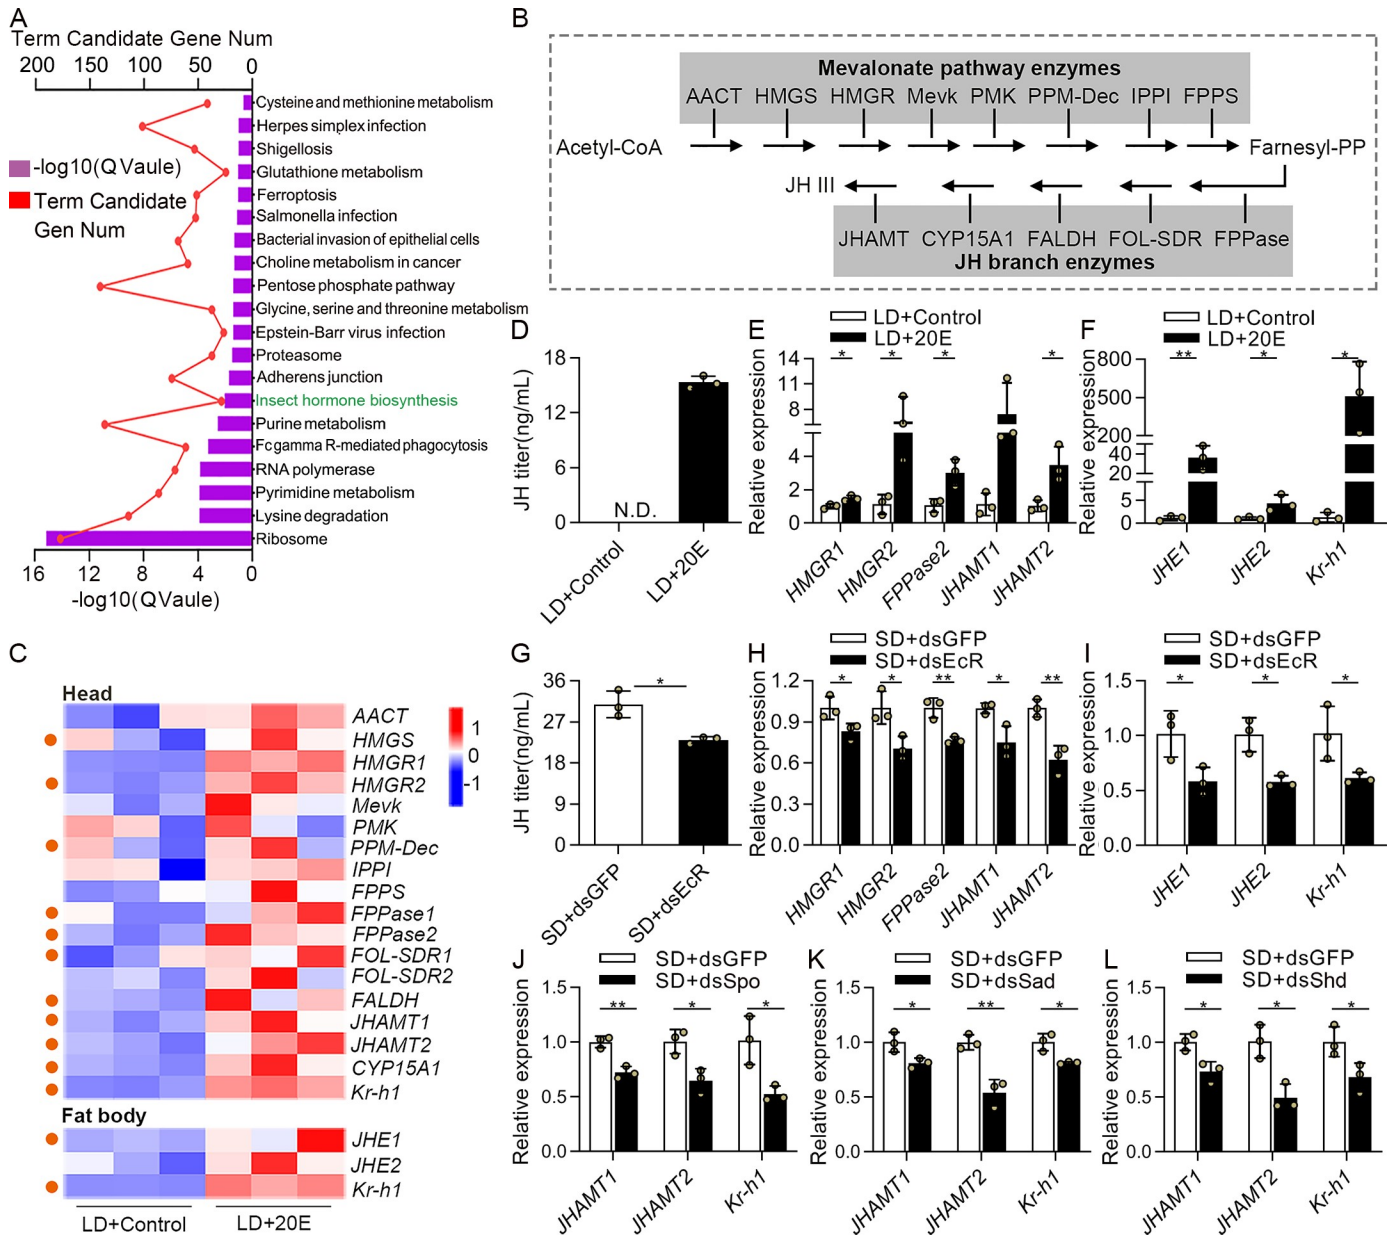 A
Term Candidate Gene Num
200 150 100 50 0
Cysteine and methionine metabolism
Herpes simplex infection
Shigellosis
Glutathione metabolism
Ferroptosis
Salmonella infection
Bacterial invasion of epithelial cells
Choline metabolism in cancer
Pentose phosphate pathway
Glycine, serine and threonine metabolism
Epstein-Barr virus infection
Proteasome
Adherens junction
Insect hormone biosynthesis
Purine metabolism
Fc gamma R-mediated phagocytosis
RNA polymerase
Pyrimidine metabolism
Lysine degradation
Ribosome
-log10(QVaule)
Term Candidate
Gen Num
16 12 8 4 0
-log10(QVaule)
B
Mevalonate pathway enzymes
AACT HMGS HMGR Mevk PMK PPM-Dec IPPI FPPS
Acetyl-CoA
Farnesyl-PP
JH III
JHAMT CYP15A1 FALDH FOL-SDR FPPase
JH branch enzymes
C
Head
AACT
HMGS
HMGR1
HMGR2
Mevk
PMK
PPM-Dec
IPPI
FPPS
FPPase1
FPPase2
FOL-SDR1
FOL-SDR2
FALDH
JHAMT1
JHAMT2
CYP15A1
Kr-h1
Fat body
JHE1
JHE2
Kr-h1
LD+Control LD+20E
1
0
-1
D
JH titer(ng/mL)
18
12
6
0
N.D.
LD+Control LD+20E
E
LD+Control
LD+20E
Relative expression
14
11
8
4
2
0
* * * *
HMGR1 HMGR2 FPPase2 JHAMT1 JHAMT2
F
LD+Control
LD+20E
Relative expression
800
500
200
40
20
5
0
** * *
JHE1 JHE2 Kr-h1
G
JH titer(ng/mL)
36
27
18
9
0
*
SD+dsGFP SD+dsEcR
H
SD+dsGFP
SD+dsEcR
Relative expression
1.2
0.9
0.6
0.3
0.0
* * ** * **
HMGR1 HMGR2 FPPase2 JHAMT1 JHAMT2
I
SD+dsGFP
SD+dsEcR
Relative expression
1.5
1.0
0.5
0.0
* * *
JHE1 JHE2 Kr-h1
J
SD+dsGFP
SD+dsSpo
Relative expression
1.5
1.0
0.5
0.0
** * *
JHAMT1 JHAMT2 Kr-h1
K
SD+dsGFP
SD+dsSad
Relative expression
1.5
1.0
0.5
0.0
* ** *
JHAMT1 JHAMT2 Kr-h1
L
SD+dsGFP
SD+dsShd
Relative expression
1.5
1.0
0.5
0.0
* * *
JHAMT1 JHAMT2 Kr-h1